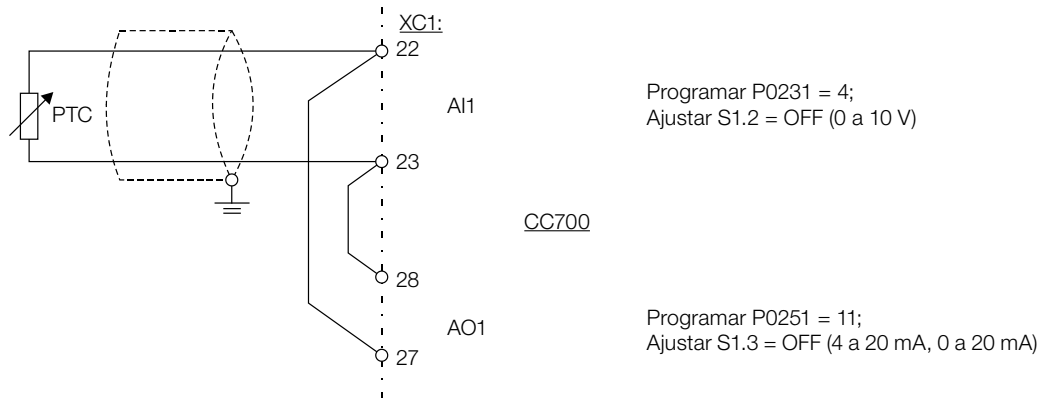 XC1:
22
PTC
AI1
Programar P0231 = 4;
Ajustar S1.2 = OFF (0 a 10 V)
23
CC700
28
AO1
Programar P0251 = 11;
Ajustar S1.3 = OFF (4 a 20 mA, 0 a 20 mA)
27